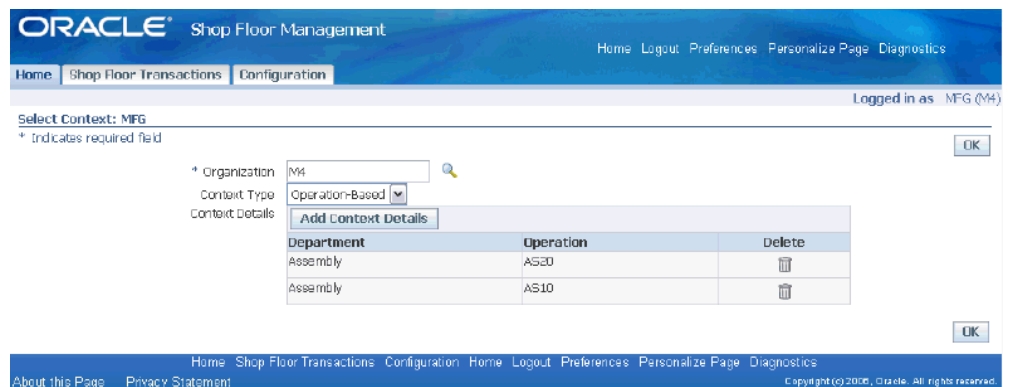 ORACLE® Shop Floor Management
Home Logout Preferences Personalize Page Diagnostics
Home Shop Floor Transactions Configuration
Logged in as MFG (M4)
Select Context: MFG
* Indicates required field
OK
* Organization M4
Context Type Operation-Based
Context Details Add Context Details
Department Operation Delete
Assembly AS20
Assembly AS10
OK
Home Shop Floor Transactions Configuration Home Logout Preferences Personalize Page Diagnostics
About this Page Privacy Statement Copyright (c) 2006, Oracle. All rights reserved.